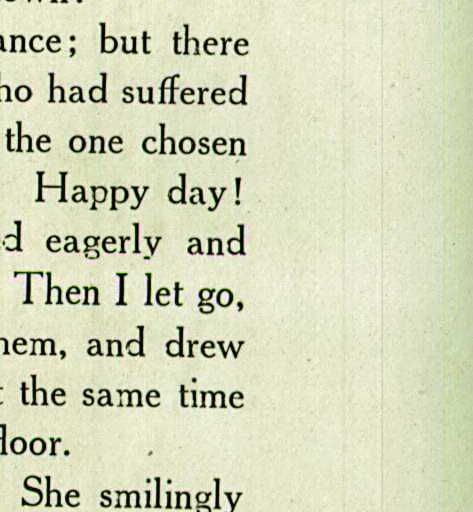 ance; but there
ho had suffered
the one chosen
Happy day!
d eagerly and
Then I let go,
hem, and drew
the same time
loor.
She smilingly